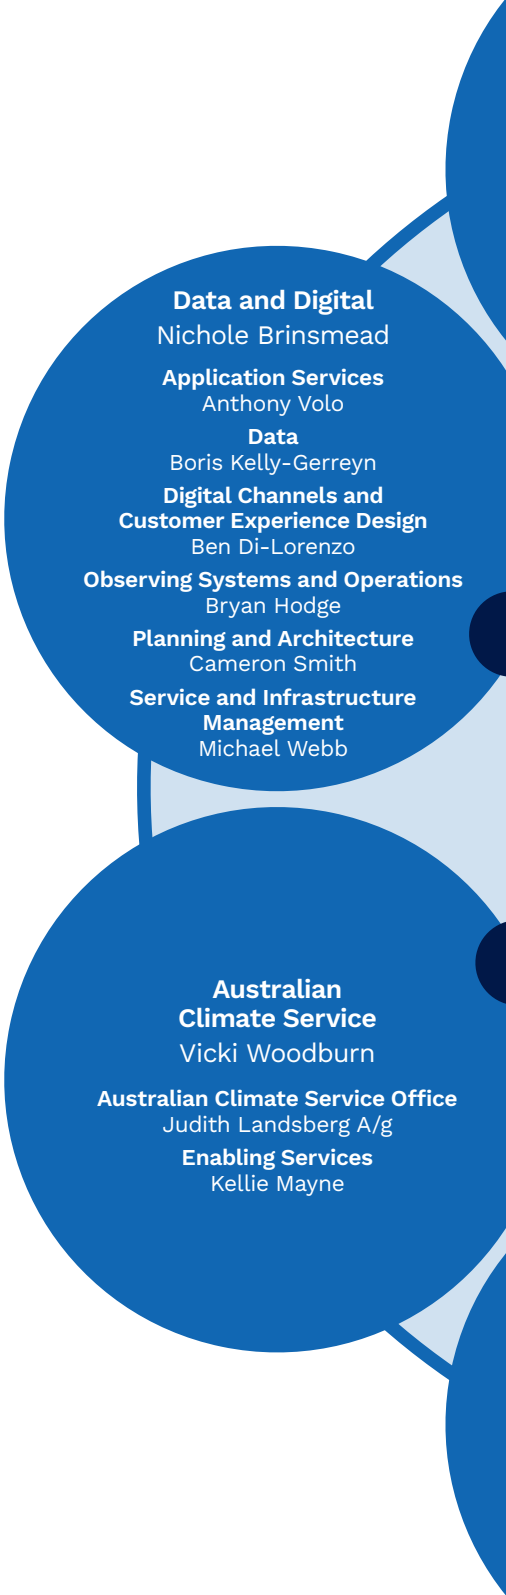 Data and Digital
Nichole Brinsmead
Application Services
Anthony Volo
Data
Boris Kelly-Gerreyn
Digital Channels and
Customer Experience Design
Ben Di-Lorenzo
Observing Systems and Operations
Bryan Hodge
Planning and Architecture
Cameron Smith
Service and Infrastructure
Management
Michael Webb
Australian
Climate Service
Vicki Woodburn
Australian Climate Service Office
Judith Landsberg A/g
Enabling Services
Kellie Mayne